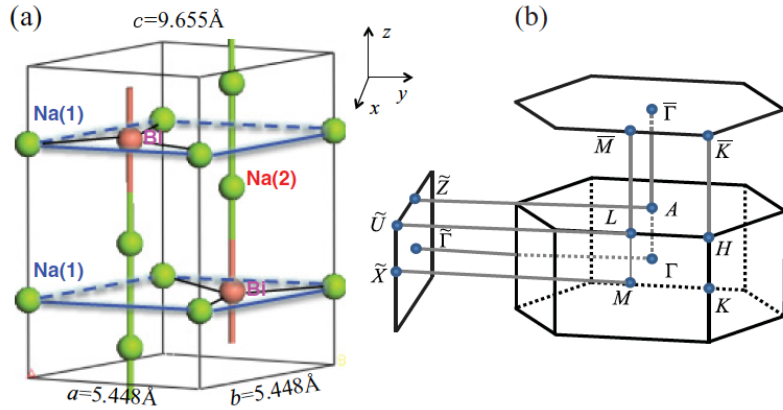 (a)
c=9.655Å
Na(1)
Bi
Na(2)
Na(1)
Bi
a=5.448Å
b=5.448Å
z
y
x
(b)
Γ̅
M̅
K̅
Z̃
Ũ
Γ̃
X̃
L
A
H
Γ
M
K